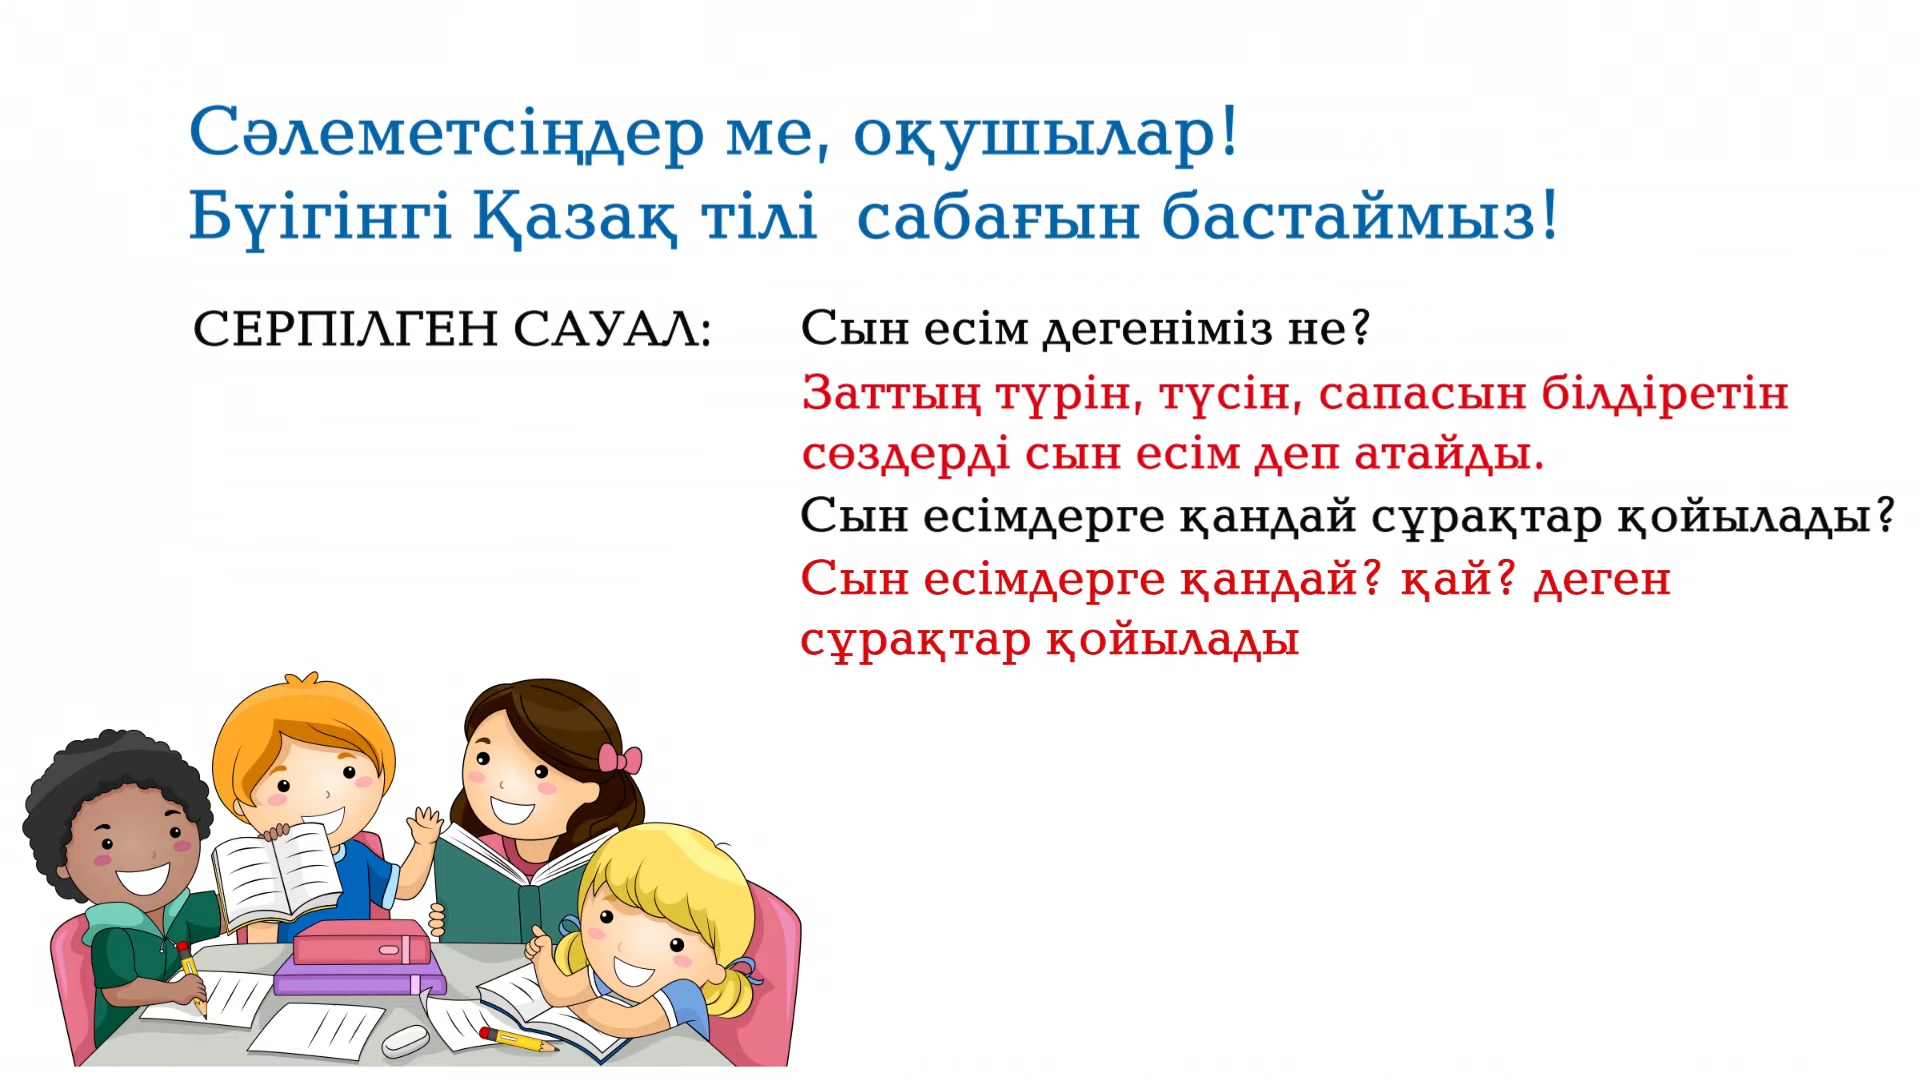 Сәлеметсіңдер ме, оқушылар!
Бүігінгі Қазақ тілі сабағын бастаймыз!
СЕРПІЛГЕН САУАЛ:
Сын есім дегеніміз не?
Заттың түрін, түсін, сапасын білдіретін
сөздерді сын есім деп атайды.
Сын есімдерге қандай сұрақтар қойылады?
Сын есімдерге қандай? қай? деген
сұрақтар қойылады